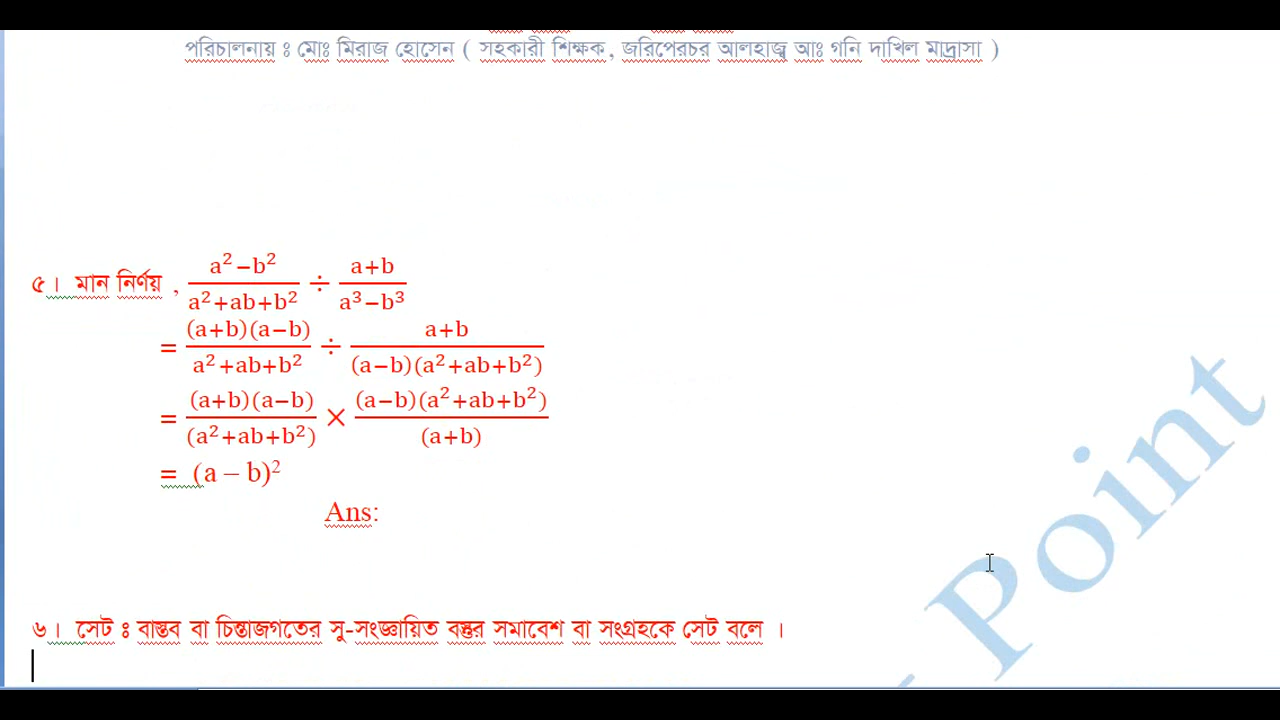 পরিচালনায় ঃ মোঃ মিরাজ হোসেন ( সহকারী শিক্ষক, জরিপেরচর আলহাজ্ব আঃ গনি দাখিল মাদ্রাসা )
৫। মান নির্ণয় , (a²−b²)/(a²+ab+b²) ÷ (a+b)/(a³−b³)
= (a+b)(a−b)/(a²+ab+b²) ÷ (a+b)/((a−b)(a²+ab+b²))
= (a+b)(a−b)/(a²+ab+b²) × (a−b)(a²+ab+b²)/(a+b)
= (a – b)²
Ans:
৬। সেট ঃ বাস্তব বা চিন্তাজগতের সু-সংজ্ঞায়িত বস্তুর সমাবেশ বা সংগ্রহকে সেট বলে ।
Point